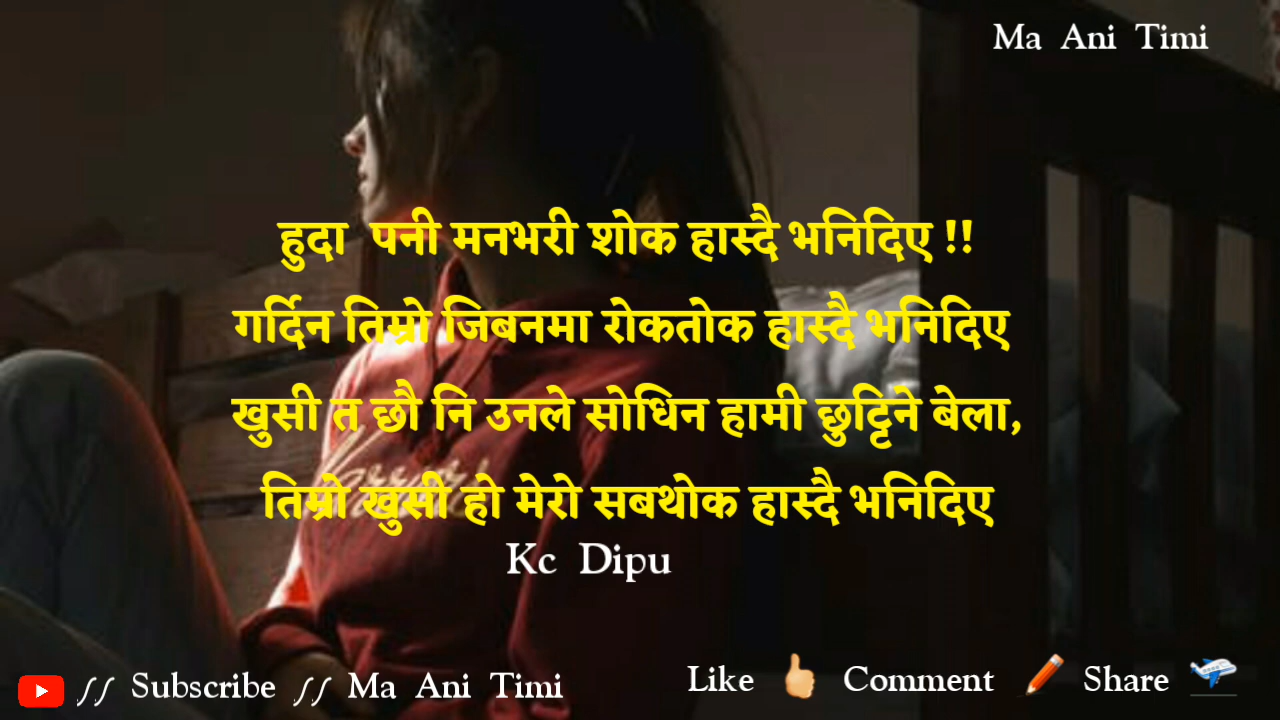 Ma Ani Timi
हुदा पनी मनभरी शोक हास्दै भनिदिए !!
गर्दिन तिम्रो जिबनमा रोकतोक हास्दै भनिदिए
खुसी त छौ नि उनले सोधिन हामी छुट्टिने बेला,
तिम्रो खुसी हो मेरो सबथोक हास्दै भनिदिए
Kc Dipu
Subscribe Ma Ani Timi
Like Comment Share